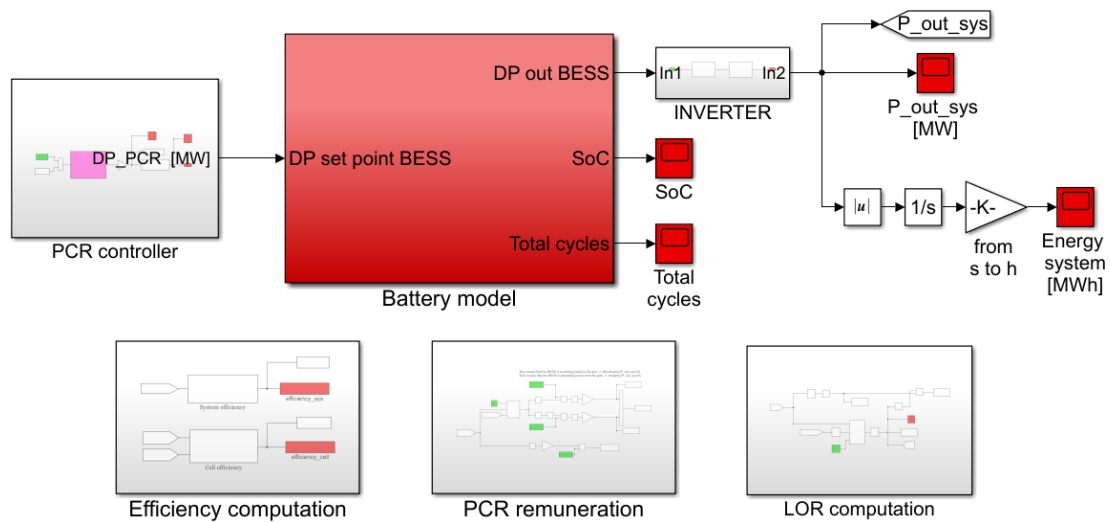 P_out_sys
DP out BESS
In1
In2
INVERTER
P_out_sys
[MW]
DP_PCR [MW]
DP set point BESS
SoC
SoC
|u|
1/s
-K-
PCR controller
Total cycles
Total
cycles
from
s to h
Energy
system
[MWh]
Battery model
System efficiency
efficiency_sys
Cell efficiency
efficiency_cell
Efficiency computation
PCR remuneration
LOR computation